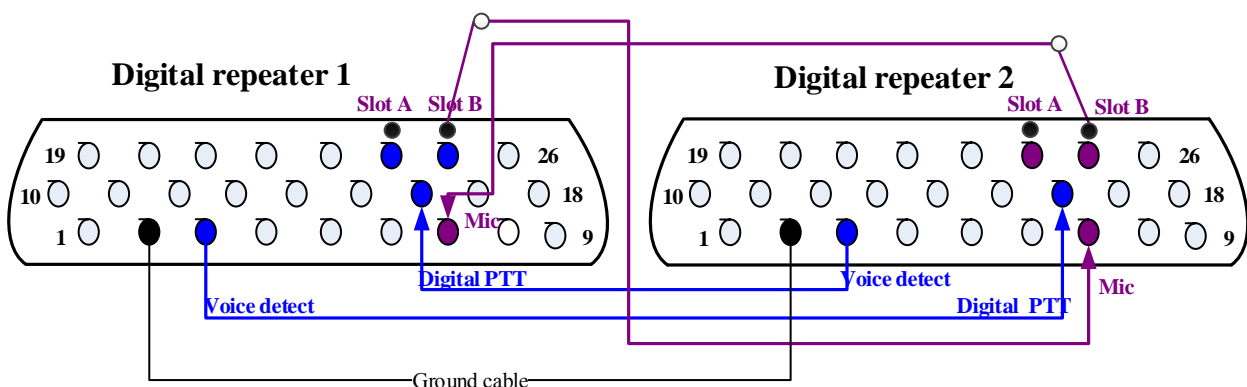 Digital repeater 1
Digital repeater 2
Slot A Slot B
Slot A Slot B
19 26
19 26
10 18
10 18
Mic
1 9
1 9
Digital PTT
Voice detect
Mic
Voice detect
Digital PTT
Ground cable